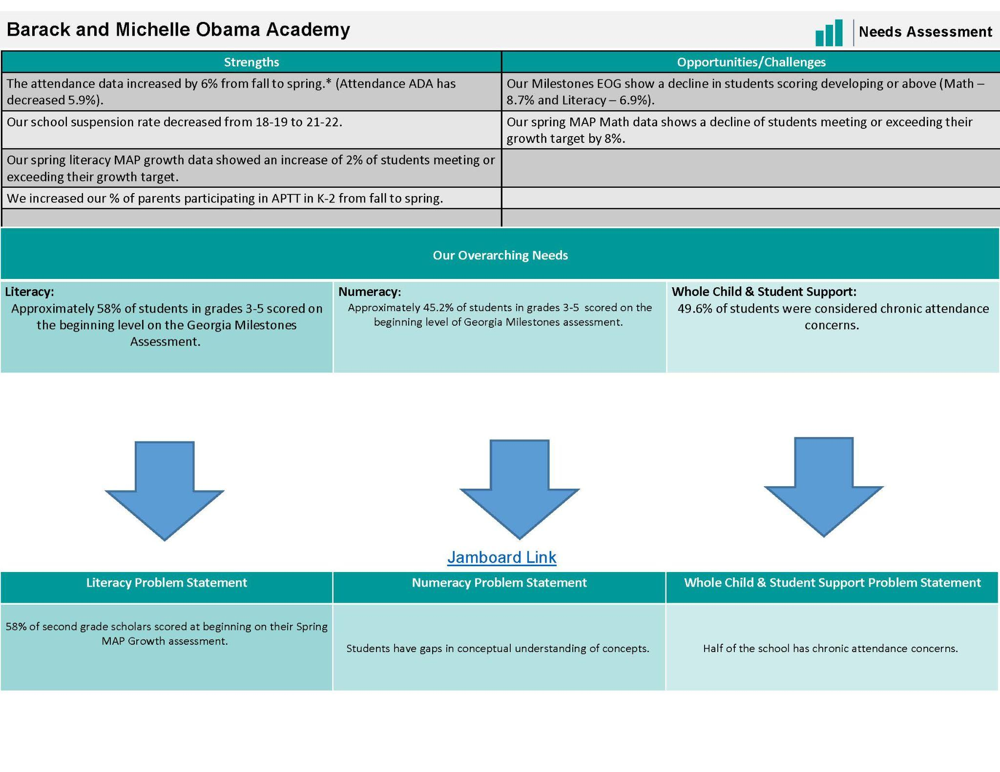 Barack and Michelle Obama Academy
Needs Assessment
Strengths
Opportunities/Challenges
The attendance data increased by 6% from fall to spring.* (Attendance ADA has
decreased 5.9%).
Our Milestones EOG show a decline in students scoring developing or above (Math –
8.7% and Literacy – 6.9%).
Our school suspension rate decreased from 18-19 to 21-22.
Our spring MAP Math data shows a decline of students meeting or exceeding their
growth target by 8%.
Our spring literacy MAP growth data showed an increase of 2% of students meeting or
exceeding their growth target.
We increased our % of parents participating in APTT in K-2 from fall to spring.
Our Overarching Needs
Literacy:
Approximately 58% of students in grades 3-5 scored on
the beginning level on the Georgia Milestones
Assessment.
Numeracy:
Approximately 45.2% of students in grades 3-5 scored on the
beginning level of Georgia Milestones assessment.
Whole Child & Student Support:
49.6% of students were considered chronic attendance
concerns.
Jamboard Link
Literacy Problem Statement
Numeracy Problem Statement
Whole Child & Student Support Problem Statement
58% of second grade scholars scored at beginning on their Spring
MAP Growth assessment.
Students have gaps in conceptual understanding of concepts.
Half of the school has chronic attendance concerns.